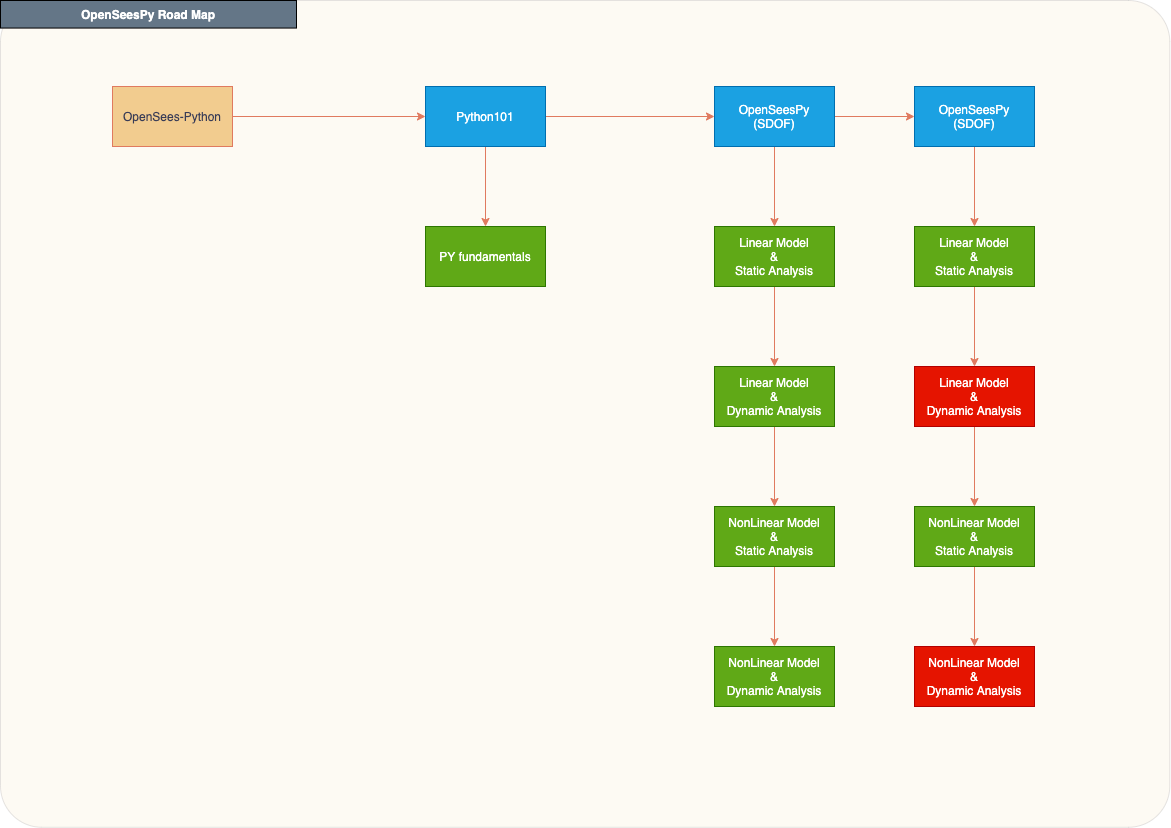 OpenSeesPy Road Map
OpenSees-Python
Python101
OpenSeesPy
(SDOF)
OpenSeesPy
(SDOF)
PY fundamentals
Linear Model
&
Static Analysis
Linear Model
&
Static Analysis
Linear Model
&
Dynamic Analysis
Linear Model
&
Dynamic Analysis
NonLinear Model
&
Static Analysis
NonLinear Model
&
Static Analysis
NonLinear Model
&
Dynamic Analysis
NonLinear Model
&
Dynamic Analysis